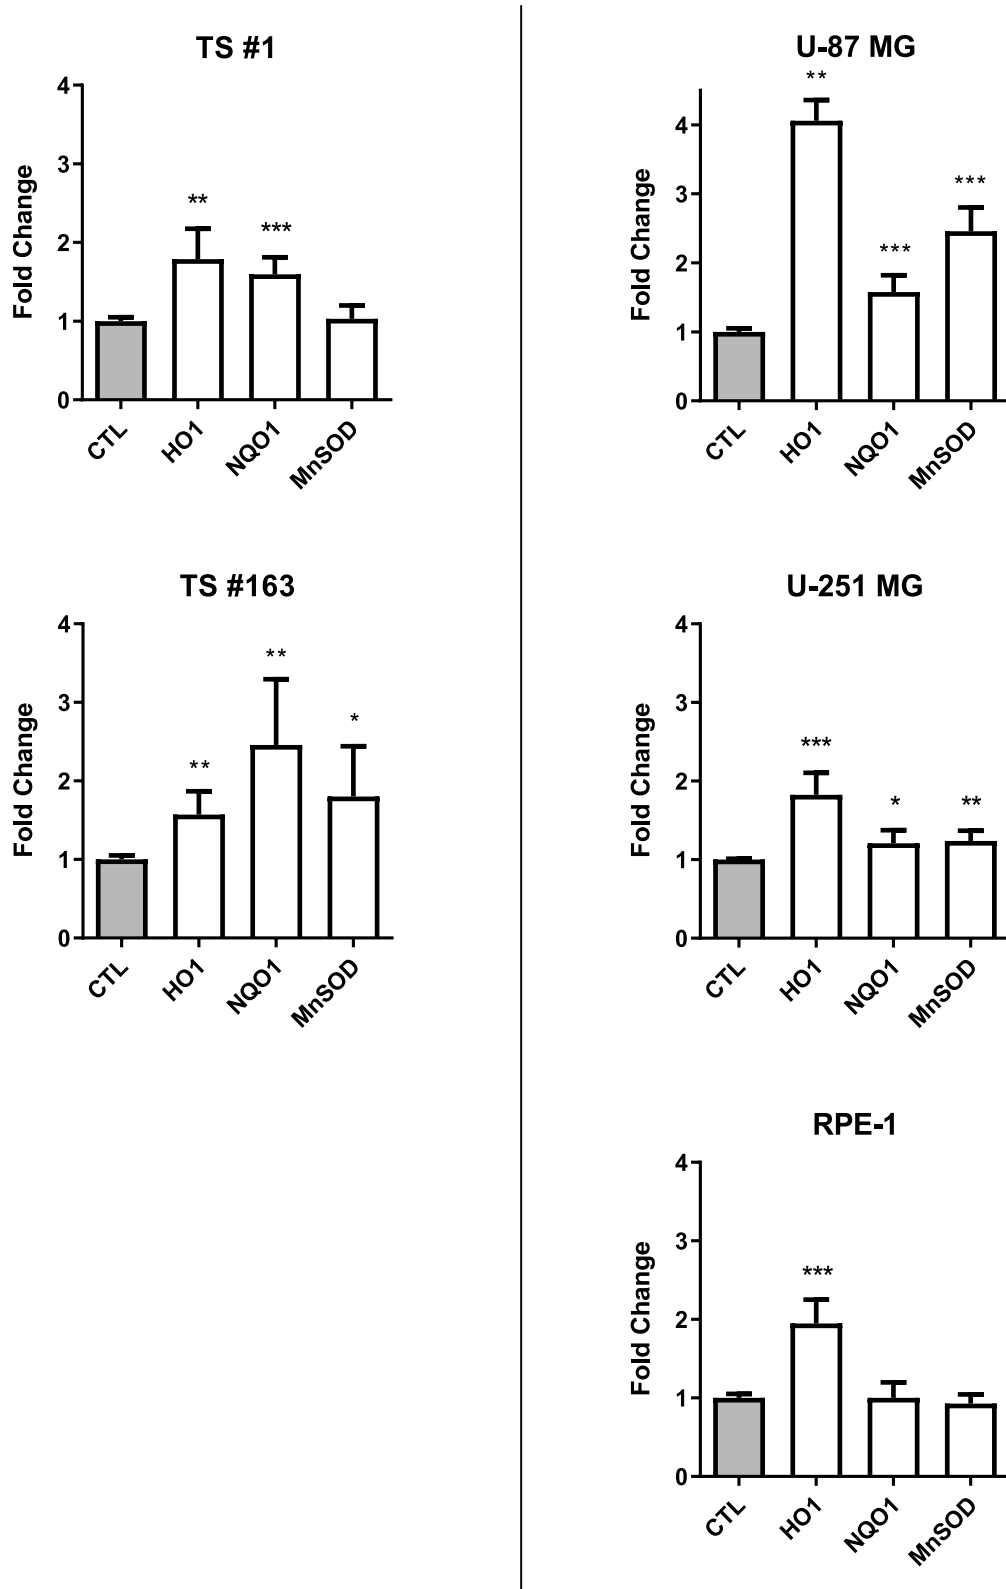 TS #1
Fold Change
4
3
2
1
0
**
***
CTL
HO1
NQO1
MnSOD
TS #163
Fold Change
4
3
2
1
0
**
**
*
CTL
HO1
NQO1
MnSOD
U-87 MG
Fold Change
4
3
2
1
0
**
***
***
CTL
HO1
NQO1
MnSOD
U-251 MG
Fold Change
4
3
2
1
0
***
*
**
CTL
HO1
NQO1
MnSOD
RPE-1
Fold Change
4
3
2
1
0
***
CTL
HO1
NQO1
MnSOD